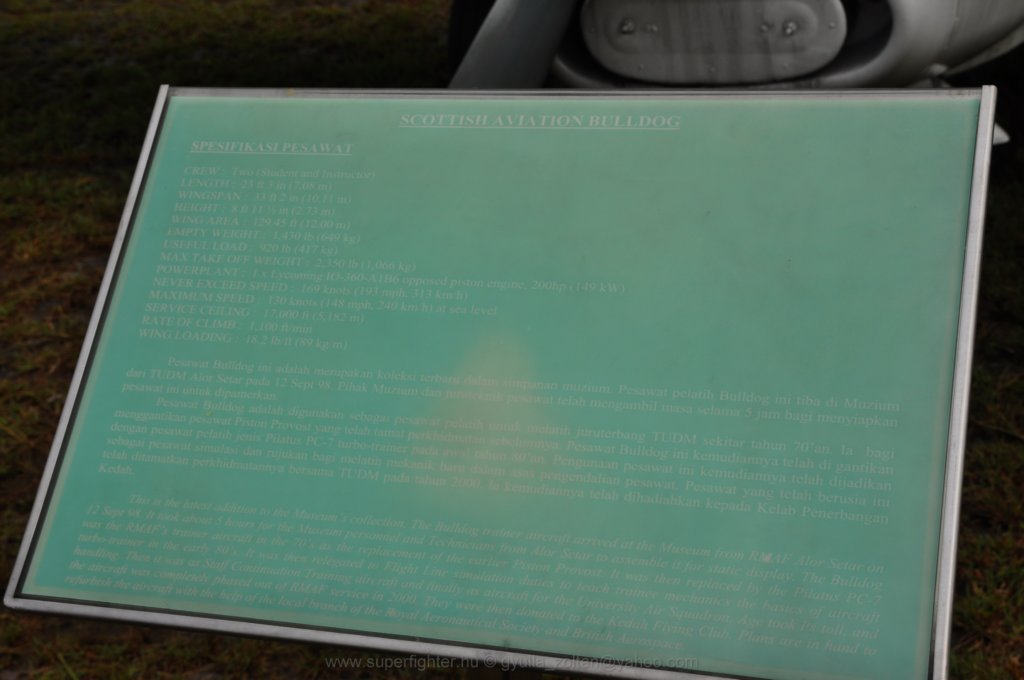 SCOTTISH AVIATION BULLDOG
SPESIFIKASI PESAWAT
CREW : Two (Student and Instructor)
LENGTH : 23 ft 3 in (7.08 m)
WINGSPAN : 33 ft 2 in (10.11 m)
HEIGHT : 8 ft 11 ½ in (2.73 m)
WING AREA : 129.45 ft (12.00 m)
EMPTY WEIGHT : 1,430 lb (649 kg)
USEFUL LOAD : 920 lb (417 kg)
MAX TAKE OFF WEIGHT : 2,350 lb (1,066 kg)
POWERPLANT : 1 x Lycoming IO-360-A1B6 opposed piston engine, 200hp (149 kW)
NEVER EXCEED SPEED : 169 knots (193 mph, 313 km/h)
MAXIMUM SPEED : 130 knots (148 mph, 240 km/h) at sea level
SERVICE CEILING : 17,000 ft (5,182 m)
RATE OF CLIMB : 1,100 ft/min
WING LOADING : 18.2 lb/ft (89 kg/m)
Pesawat Bulldog ini adalah merupakan koleksi terbaru dalam simpanan muzium. Pesawat pelatih Bulldog ini tiba di Muzium
dari TUDM Alor Setar pada 12 Sept 98. Pihak Muzium dan juruteknik pesawat telah mengambil masa selama 5 jam bagi menyiapkan
pesawat ini untuk dipamerkan.
Pesawat Bulldog adalah digunakan sebagai pesawat pelatih untuk melatih juruterbang TUDM sekitar tahun 70'an. Ia bagi
menggantikan pesawat Piston Provost yang telah tamat perkhidmatan sebelumnya. Pesawat Bulldog ini kemudiannya telah di gantikan
dengan pesawat pelatih jenis Pilatus PC-7 turbo-trainer pada awal tahun 80'an. Pengunaan pesawat ini kemudiannya telah dijadikan
sebagai pesawat simulasi dan rujukan bagi melatih mekanik baru dalam asas pengendalian pesawat. Pesawat yang telah berusia ini
telah ditamatkan perkhidmatannya bersama TUDM pada tahun 2000. Ia kemudiannya telah dihadiahkan kepada Kelab Penerbangan
Kedah.
This is the latest addition to the Museum's collection. The Bulldog trainer aircraft arrived at the Museum from RMAF Alor Setar on
12 Sept 98. It took about 5 hours for the Museum personnel and Technicians from Alor Setar to assemble it for static display. The Bulldog
was the RMAF's trainer aircraft in the 70's as the replacement of the earlier Piston Provost. It was then replaced by the Pilatus PC-7
turbo-trainer in the early 80's. It was then relegated to Flight Line simulation duties to teach trainee mechanics the basics of aircraft
handling. Then it was as Staff Continuation Training aircraft and finally as aircraft for the University Air Squadron. Age took its toll, and
the aircraft was completely phased out of RMAF service in 2000. They were then donated to the Kedah Flying Club. Plans are in hand to
refurbish the aircraft with the help of the local branch of the Royal Aeronautical Society and British Aerospace.
www.superfighter.hu © gyulla_zoltan@yahoo.com